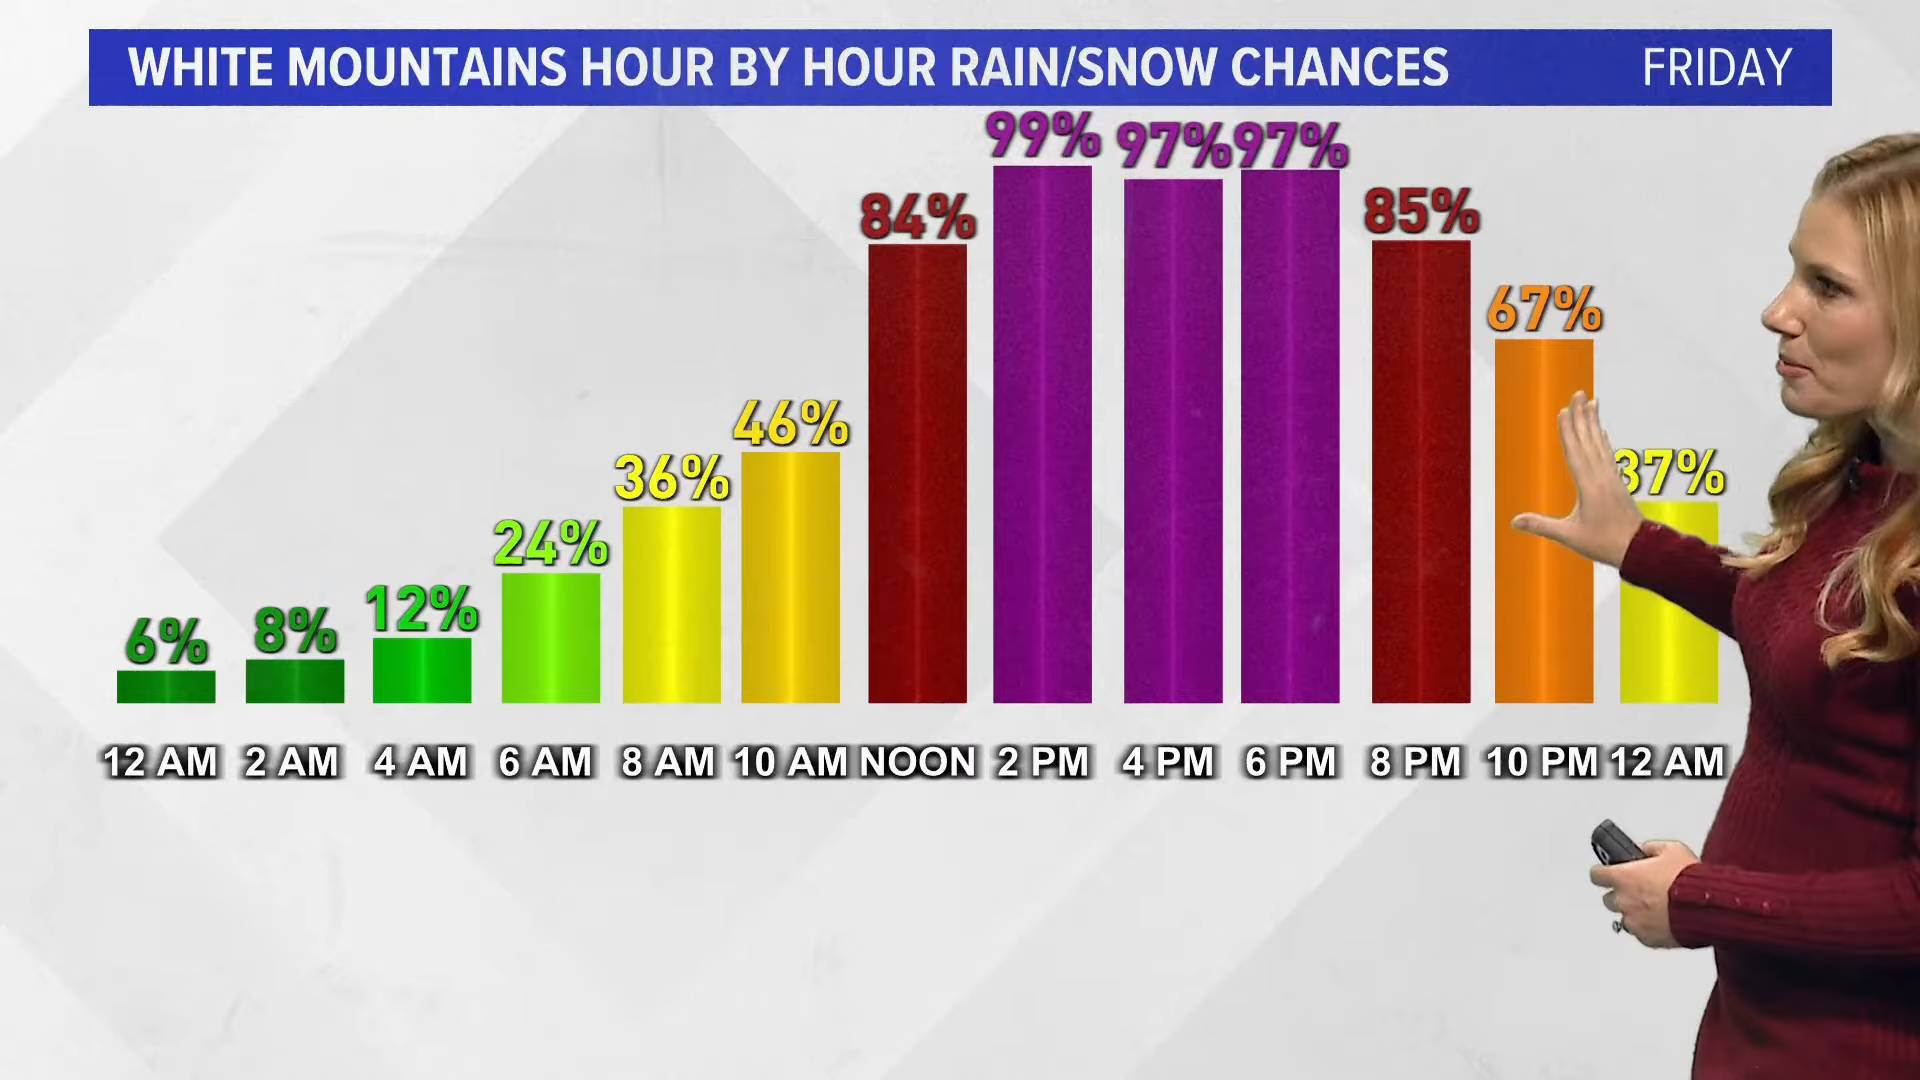 WHITE MOUNTAINS HOUR BY HOUR RAIN/SNOW CHANCES FRIDAY
6% 8% 12% 24% 36% 46% 84% 99% 97% 97% 85% 67% 37%
12 AM 2 AM 4 AM 6 AM 8 AM 10 AM NOON 2 PM 4 PM 6 PM 8 PM 10 PM 12 AM